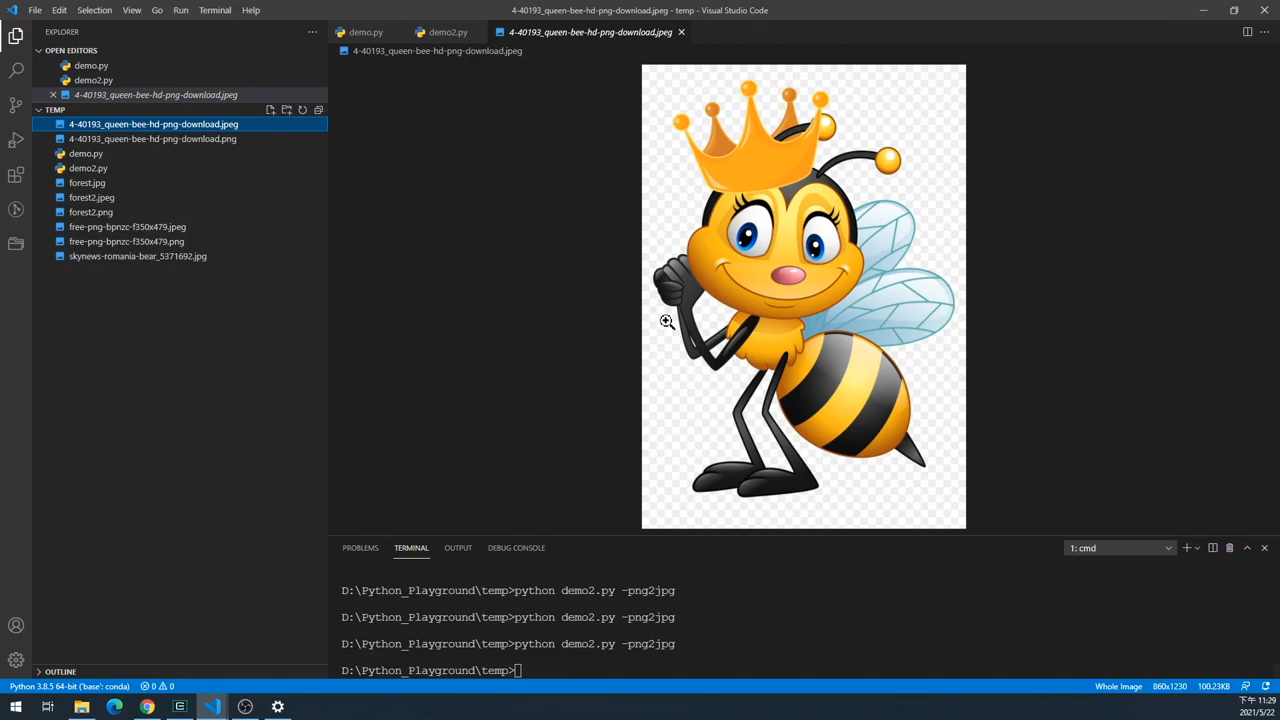 File Edit Selection View Go Run Terminal Help
4-40193_queen-bee-hd-png-download.jpeg - temp - Visual Studio Code
EXPLORER
demo.py
demo2.py
4-40193_queen-bee-hd-png-download.jpeg
OPEN EDITORS
4-40193_queen-bee-hd-png-download.jpeg
demo.py
demo2.py
4-40193_queen-bee-hd-png-download.jpeg
TEMP
4-40193_queen-bee-hd-png-download.jpeg
4-40193_queen-bee-hd-png-download.png
demo.py
demo2.py
forest.jpg
forest2.jpeg
forest2.png
free-png-bpnzc-f350x479.jpeg
free-png-bpnzc-f350x479.png
skynews-romania-bear_5371692.jpg
PROBLEMS TERMINAL OUTPUT DEBUG CONSOLE
1: cmd
D:\Python_Playground\temp>python demo2.py -png2jpg
D:\Python_Playground\temp>python demo2.py -png2jpg
D:\Python_Playground\temp>python demo2.py -png2jpg
D:\Python_Playground\temp>
OUTLINE
Python 3.8.5 64-bit ('base': conda) 0 0
Whole Image 860x1230 100.23KB
下午 11:29
2021/5/22